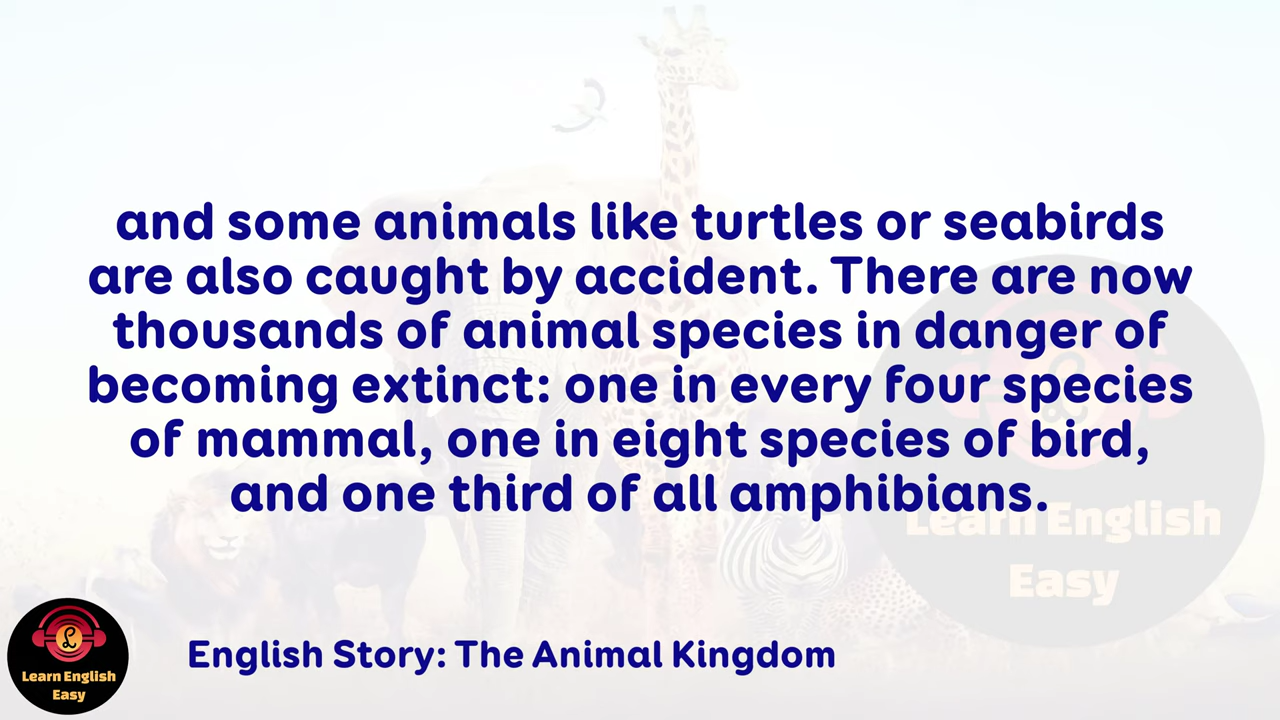 and some animals like turtles or seabirds
are also caught by accident. There are now
thousands of animal species in danger of
becoming extinct: one in every four species
of mammal, one in eight species of bird,
and one third of all amphibians.
Learn English
Easy
English Story: The Animal Kingdom
Learn English
Easy